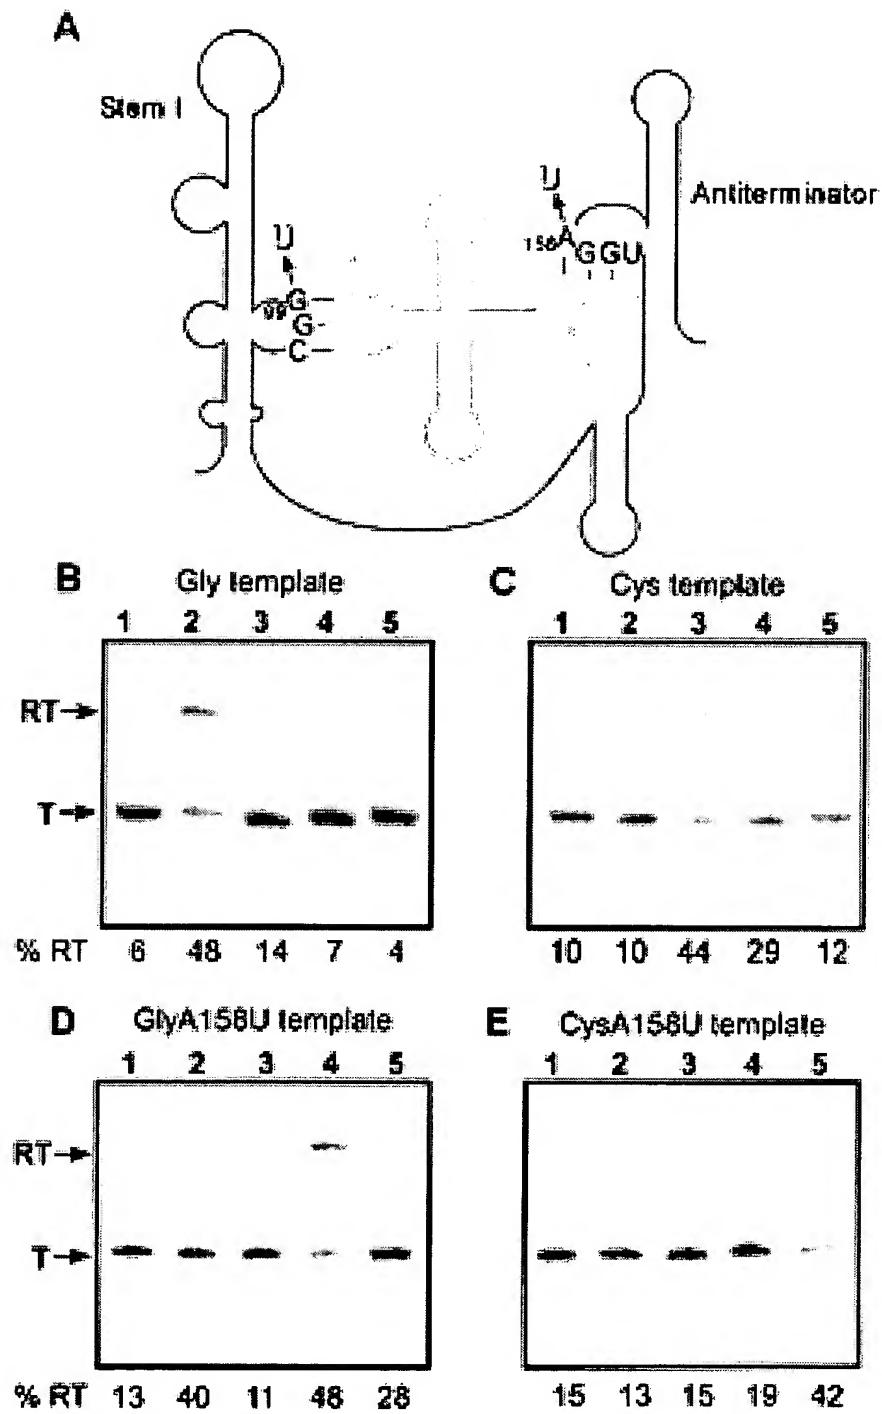 A
Stem I
U
Antiterminator
U
158 A
G G U
99 G
G
C
B Gly template C Cys template
1 2 3 4 5 1 2 3 4 5
RT
T
% RT 6 48 14 7 4 10 10 44 29 12
D GlyA158U template E CysA158U template
1 2 3 4 5 1 2 3 4 5
RT
T
% RT 13 40 11 48 28 15 13 15 19 42